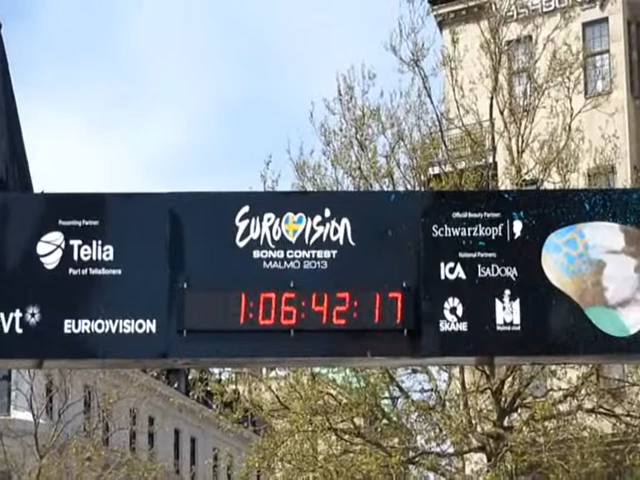 Presenting Partner:
Telia
Part of TeliaSonera
vt
EUROVISION
EUROVISION
SONG CONTEST
MALMÖ 2013
1:06:42:17
Official Beauty Partner:
Schwarzkopf
National Partners:
ICA ISADORA
SKANE
Malmö stad